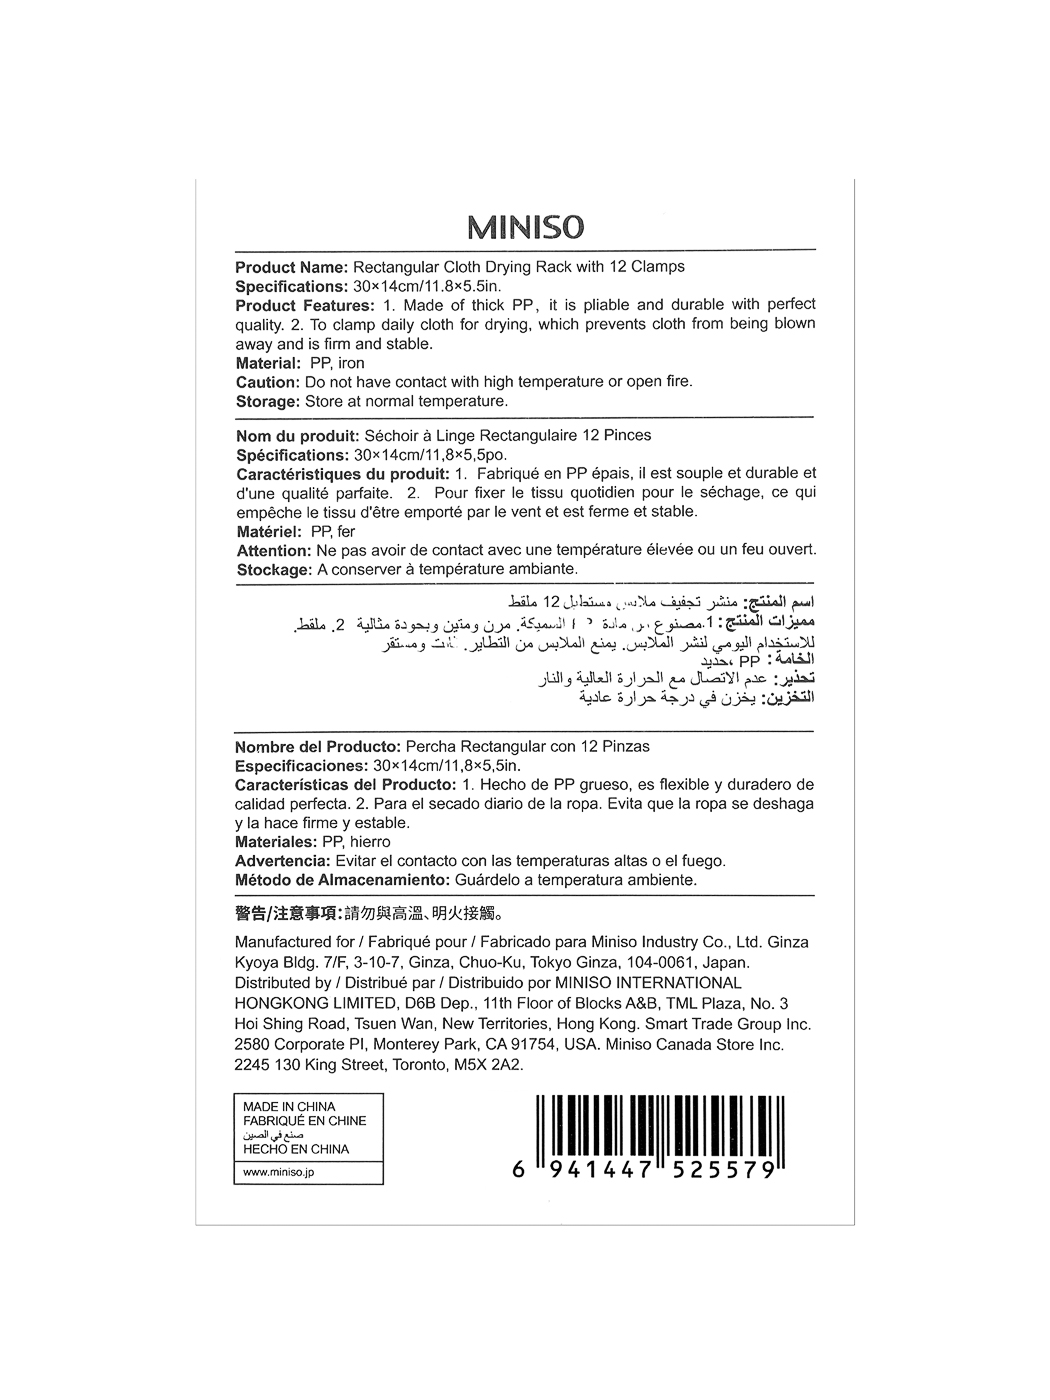 MINISO
Product Name: Rectangular Cloth Drying Rack with 12 Clamps
Specifications: 30×14cm/11.8×5.5in.
Product Features: 1. Made of thick PP, it is pliable and durable with perfect
quality. 2. To clamp daily cloth for drying, which prevents cloth from being blown
away and is firm and stable.
Material: PP, iron
Caution: Do not have contact with high temperature or open fire.
Storage: Store at normal temperature.
Nom du produit: Séchoir à Linge Rectangulaire 12 Pinces
Spécifications: 30×14cm/11,8×5,5po.
Caractéristiques du produit: 1. Fabriqué en PP épais, il est souple et durable et
d'une qualité parfaite. 2. Pour fixer le tissu quotidien pour le séchage, ce qui
empêche le tissu d'être emporté par le vent et est ferme et stable.
Matériel: PP, fer
Attention: Ne pas avoir de contact avec une température élevée ou un feu ouvert.
Stockage: A conserver à température ambiante.
اسم المنتج: منشر تجفيف ملابس مستطيل 12 ملقط
مميزات المنتج: 1.مصنوع من مادة السميكة. مرن ومتين وبجودة مثالية 2. ملقط.
للاستخدام اليومي لنشر الملابس. يمنع الملابس من التطاير. ومستقر
الخامة: PP ،حديد
تحذير: عدم الاتصال مع الحرارة العالية والنار
التخزين: يخزن في درجة حرارة عادية
Nombre del Producto: Percha Rectangular con 12 Pinzas
Especificaciones: 30×14cm/11,8×5,5in.
Características del Producto: 1. Hecho de PP grueso, es flexible y duradero de
calidad perfecta. 2. Para el secado diario de la ropa. Evita que la ropa se deshaga
y la hace firme y estable.
Materiales: PP, hierro
Advertencia: Evitar el contacto con las temperaturas altas o el fuego.
Método de Almacenamiento: Guárdelo a temperatura ambiente.
警告/注意事項:請勿與高溫、明火接觸。
Manufactured for / Fabriqué pour / Fabricado para Miniso Industry Co., Ltd. Ginza
Kyoya Bldg. 7/F, 3-10-7, Ginza, Chuo-Ku, Tokyo Ginza, 104-0061, Japan.
Distributed by / Distribué par / Distribuido por MINISO INTERNATIONAL
HONGKONG LIMITED, D6B Dep., 11th Floor of Blocks A&B, TML Plaza, No. 3
Hoi Shing Road, Tsuen Wan, New Territories, Hong Kong. Smart Trade Group Inc.
2580 Corporate PI, Monterey Park, CA 91754, USA. Miniso Canada Store Inc.
2245 130 King Street, Toronto, M5X 2A2.
MADE IN CHINA
FABRIQUÉ EN CHINE
صنع في الصين
HECHO EN CHINA
www.miniso.jp
6 941447 525579